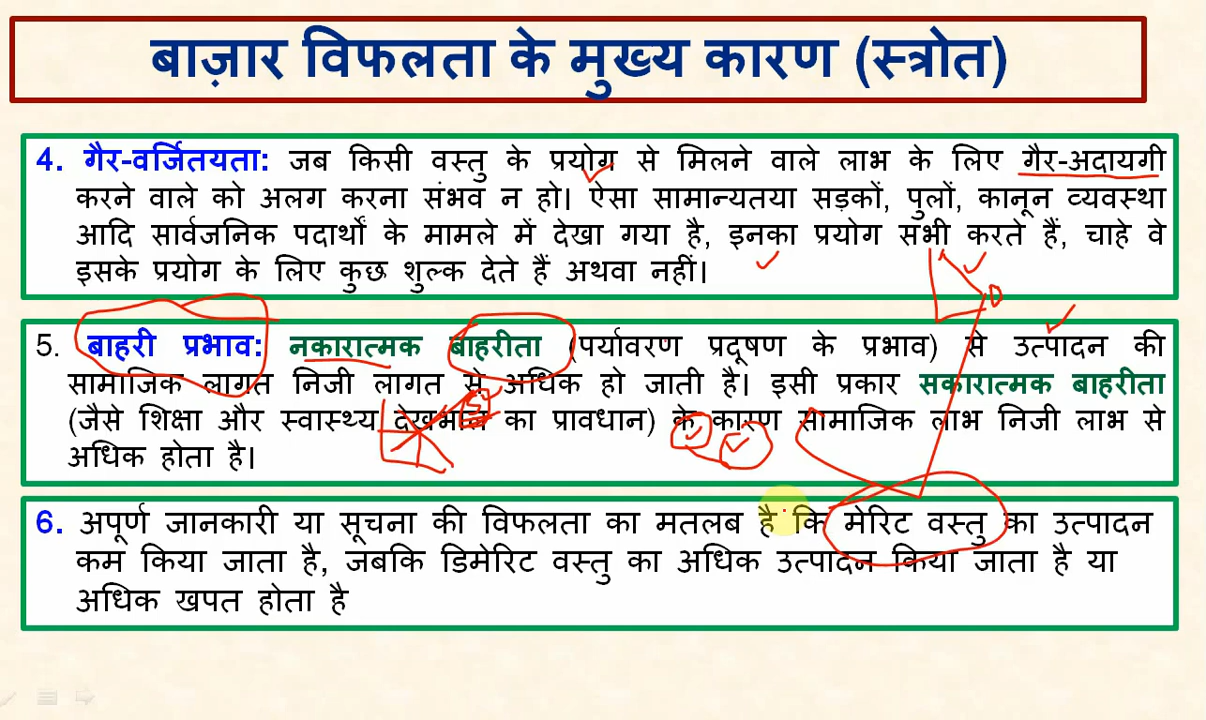 बाज़ार विफलता के मुख्य कारण (स्त्रोत)
4. गैर-वर्जितयता: जब किसी वस्तु के प्रयोग से मिलने वाले लाभ के लिए गैर-अदायगी
करने वाले को अलग करना संभव न हो। ऐसा सामान्यतया सड़कों, पुलों, कानून व्यवस्था
आदि सार्वजनिक पदार्थों के मामले में देखा गया है, इनका प्रयोग सभी करते हैं, चाहे वे
इसके प्रयोग के लिए कुछ शुल्क देते हैं अथवा नहीं।
5. बाहरी प्रभाव: नकारात्मक बाहरीता (पर्यावरण प्रदूषण के प्रभाव) से उत्पादन की
सामाजिक लागत निजी लागत से अधिक हो जाती है। इसी प्रकार सकारात्मक बाहरीता
(जैसे शिक्षा और स्वास्थ्य देखभाल का प्रावधान) के कारण सामाजिक लाभ निजी लाभ से
अधिक होता है।
6. अपूर्ण जानकारी या सूचना की विफलता का मतलब है कि मेरिट वस्तु का उत्पादन
कम किया जाता है, जबकि डिमेरिट वस्तु का अधिक उत्पादन किया जाता है या
अधिक खपत होता है